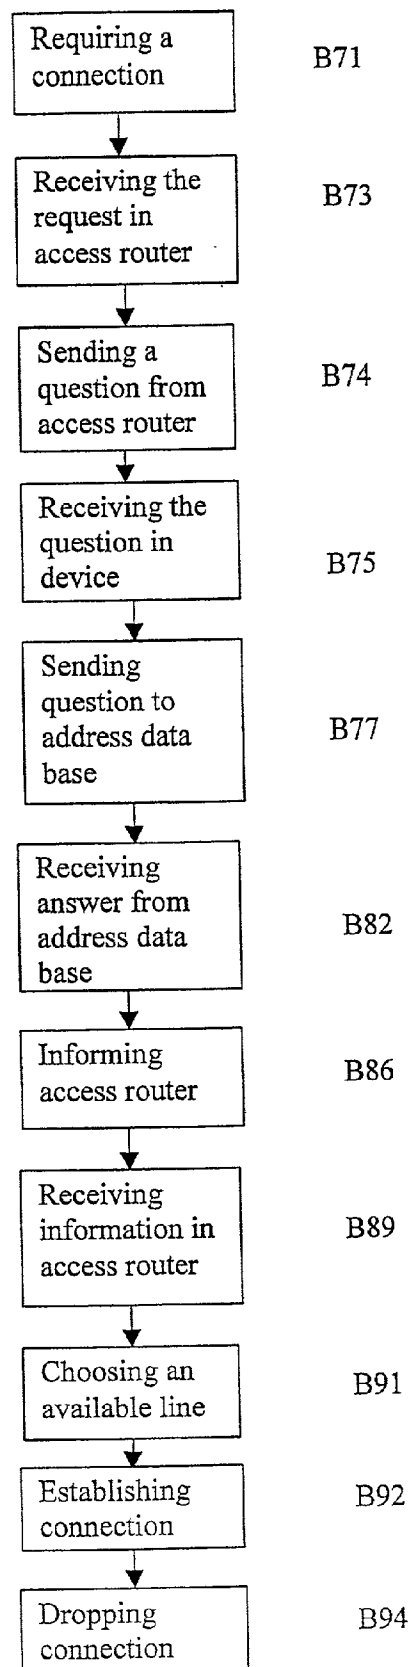 Requiring a
connection
B71
Receiving the
request in
access router
B73
Sending a
question from
access router
B74
Receiving the
question in
device
B75
Sending
question to
address data
base
B77
Receiving
answer from
address data
base
B82
Informing
access router
B86
Receiving
information in
access router
B89
Choosing an
available line
B91
Establishing
connection
B92
Dropping
connection
B94